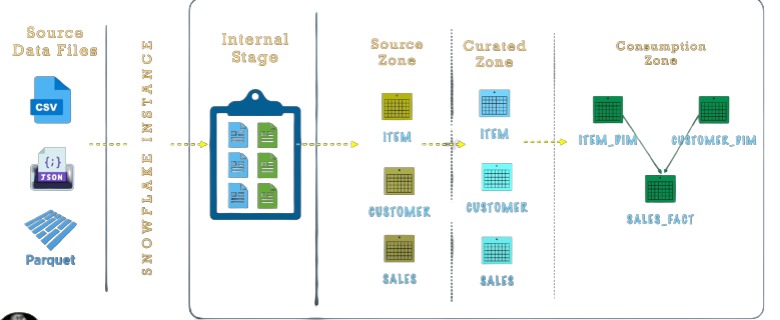 Source
Data Files
CSV
{;}
JSON
Parquet
SNOWFLAKE INSTANCE
Internal
Stage
Source
Zone
ITEM
CUSTOMER
SALES
Curated
Zone
ITEM
CUSTOMER
SALES
Consumption
Zone
ITEM_DIM
CUSTOMER_DIM
SALES_FACT